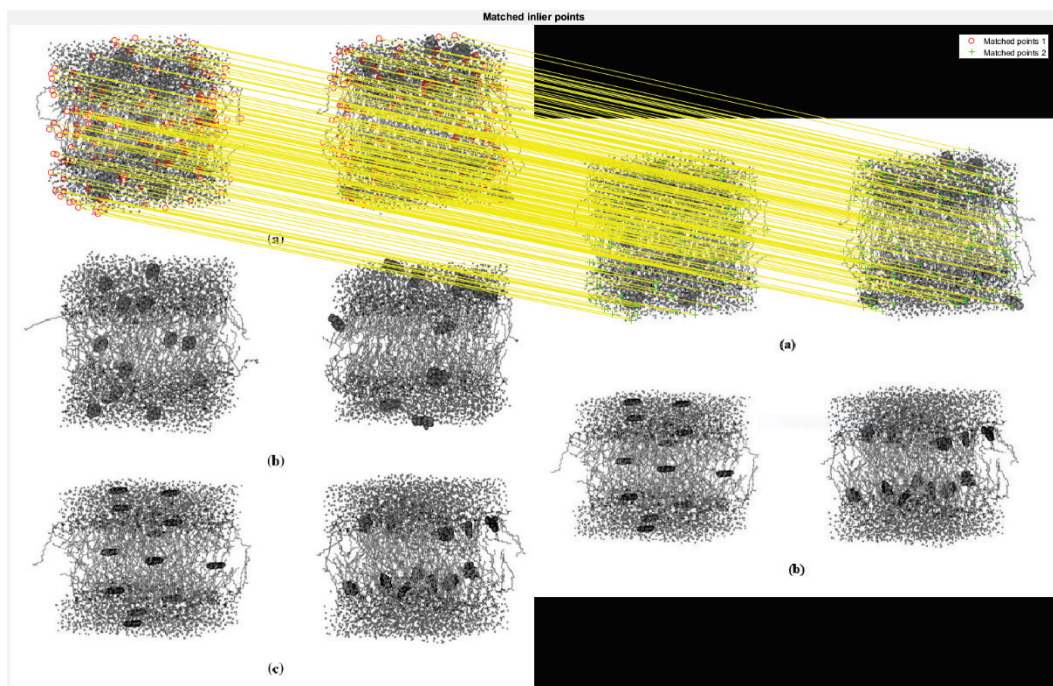 Matched inlier points
Matched points 1
Matched points 2
(a)
(a)
(b)
(b)
(c)